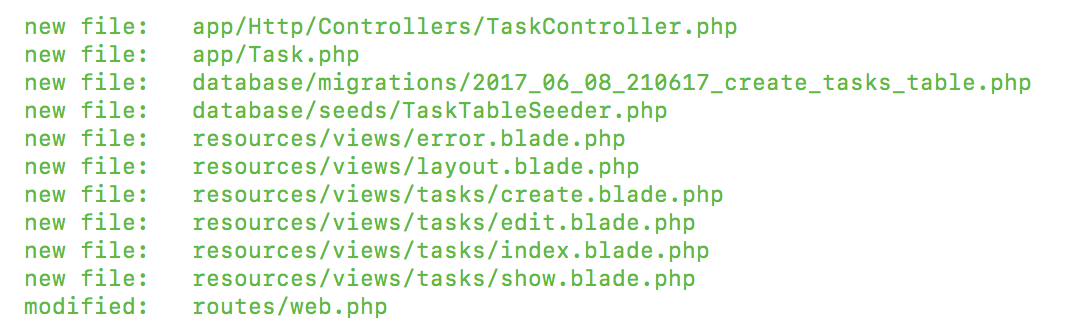 new file:   app/Http/Controllers/TaskController.php
new file:   app/Task.php
new file:   database/migrations/2017_06_08_210617_create_tasks_table.php
new file:   database/seeds/TaskTableSeeder.php
new file:   resources/views/error.blade.php
new file:   resources/views/layout.blade.php
new file:   resources/views/tasks/create.blade.php
new file:   resources/views/tasks/edit.blade.php
new file:   resources/views/tasks/index.blade.php
new file:   resources/views/tasks/show.blade.php
modified:   routes/web.php